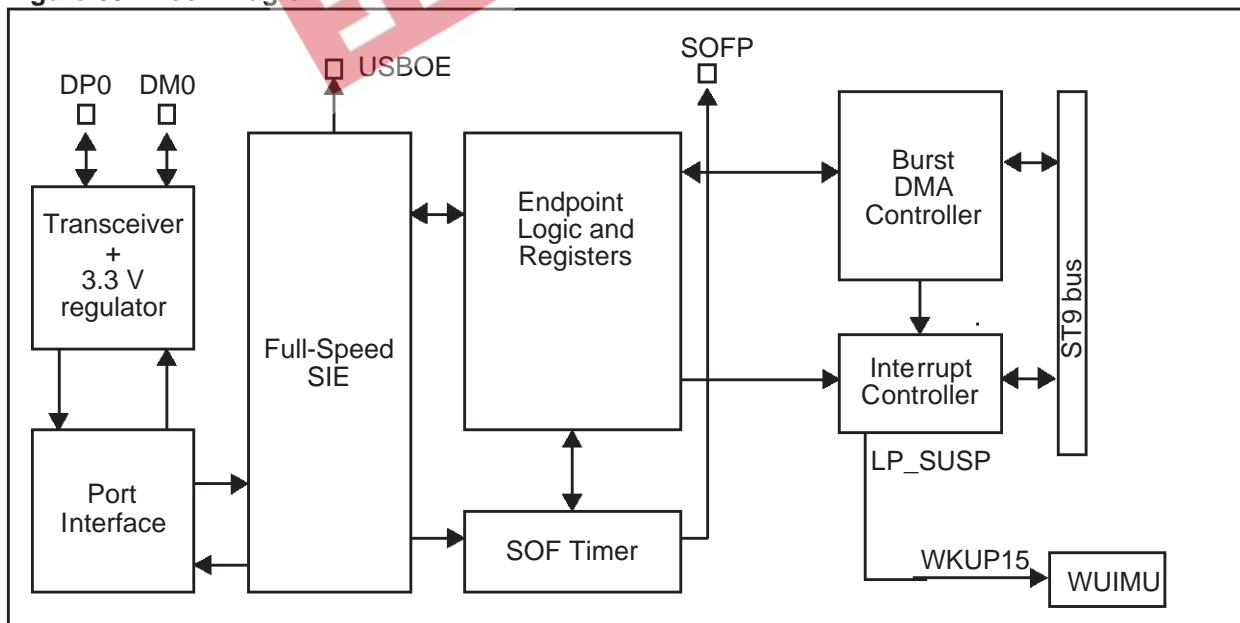 USBOE
SOFP
DP0
DM0
Transceiver
+
3.3 V
regulator
Port
Interface
Full-Speed
SIE
Endpoint
Logic and
Registers
SOF Timer
Burst
DMA
Controller
Interrupt
Controller
ST9 bus
LP_SUSP
WKUP15
WUIMU